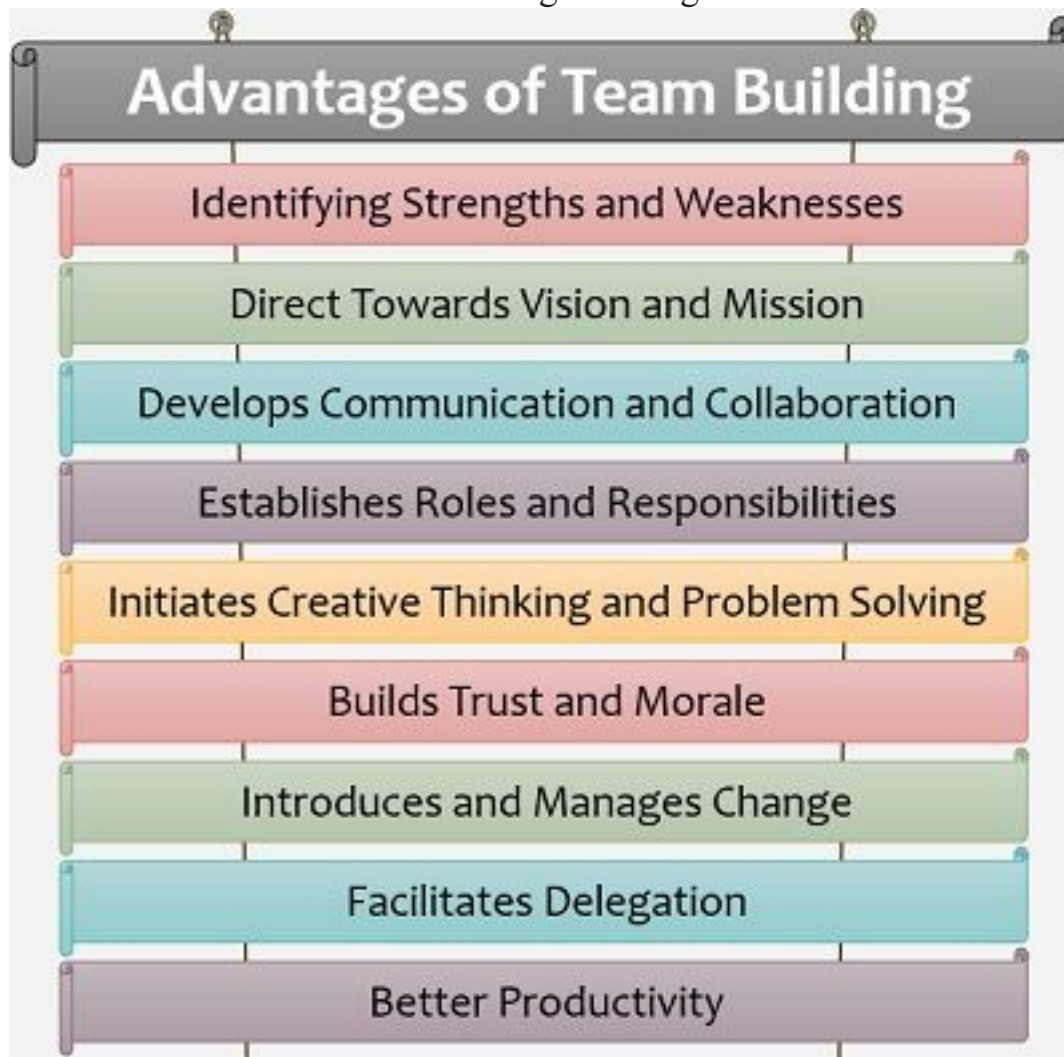 Advantages of Team Building
Identifying Strengths and Weaknesses
Direct Towards Vision and Mission
Develops Communication and Collaboration
Establishes Roles and Responsibilities
Initiates Creative Thinking and Problem Solving
Builds Trust and Morale
Introduces and Manages Change
Facilitates Delegation
Better Productivity